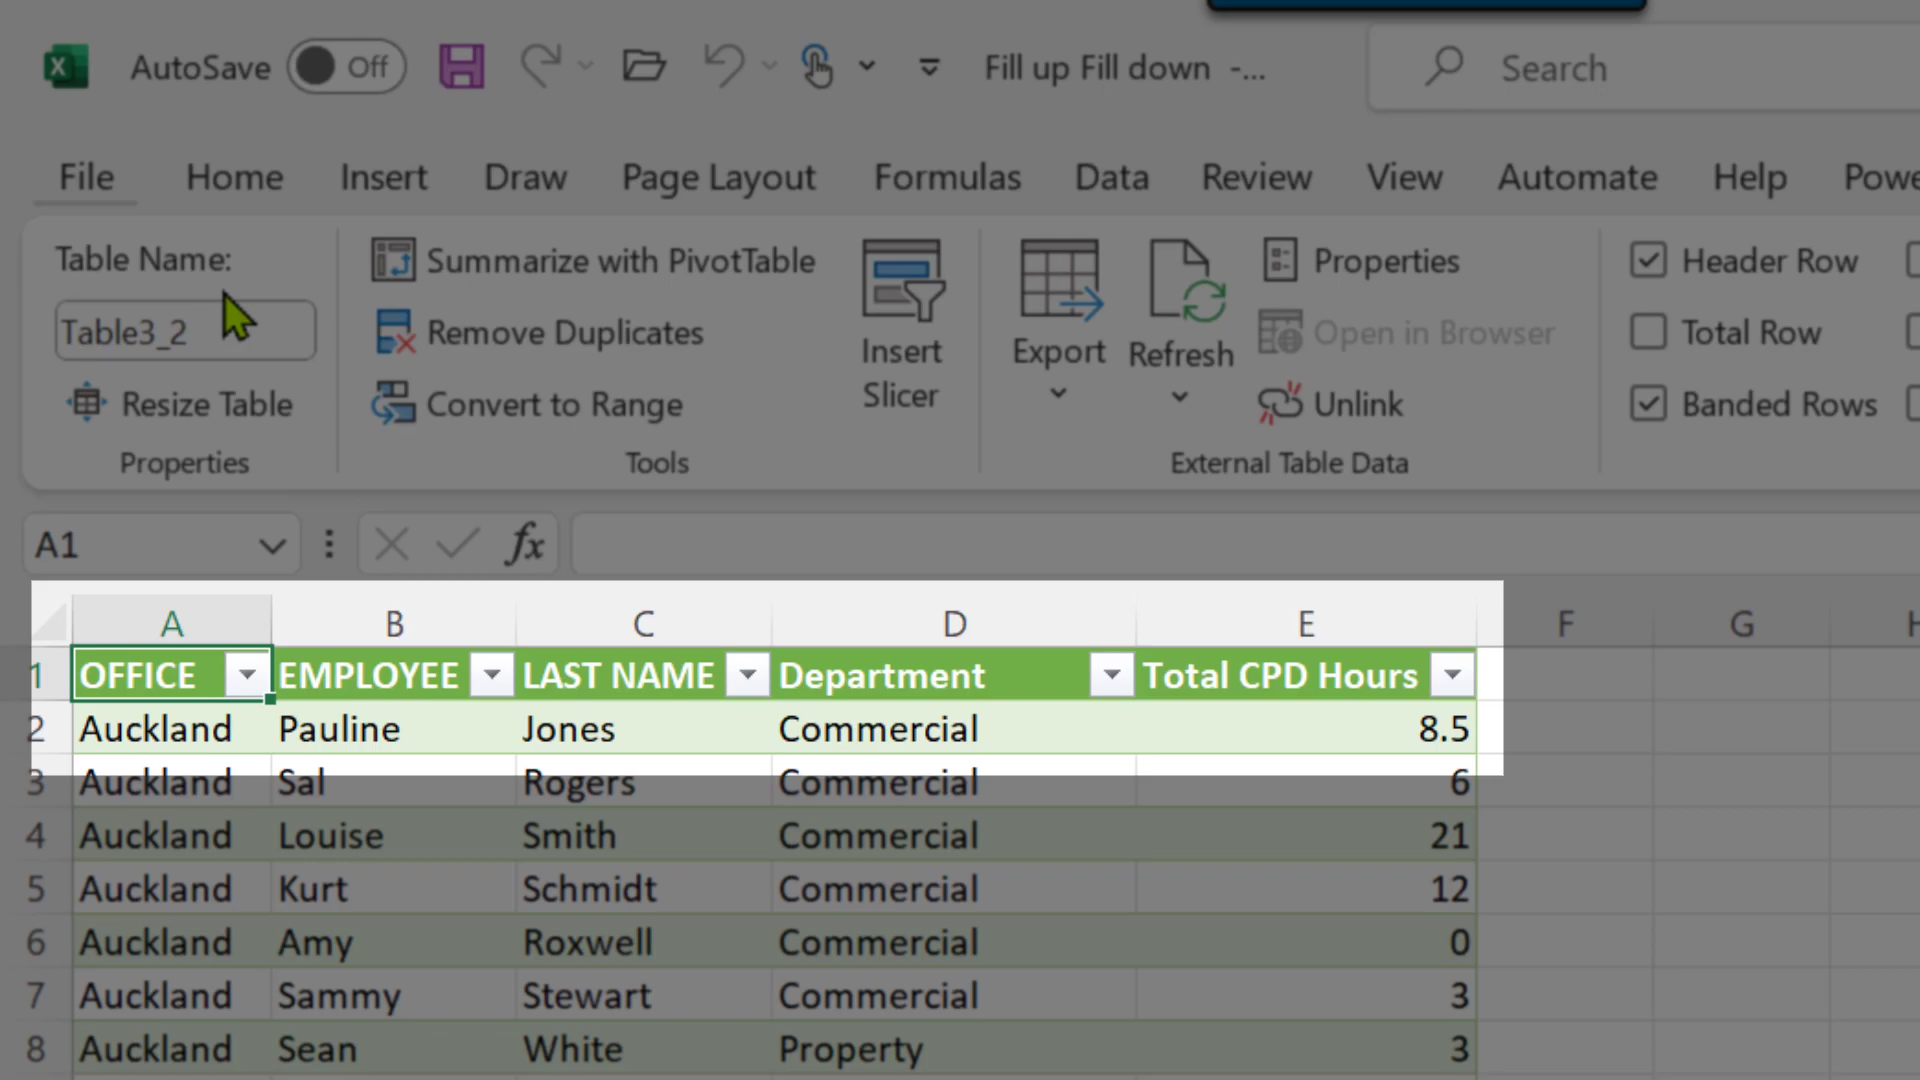 AutoSave Off Fill up Fill down -... Search
File Home Insert Draw Page Layout Formulas Data Review View Automate Help Powe
Table Name:
Table3_2
Resize Table
Properties
Summarize with PivotTable
Remove Duplicates
Convert to Range
Tools
Insert
Slicer
Export
Refresh
Properties
Open in Browser
Unlink
External Table Data
Header Row
Total Row
Banded Rows
A1 fx
A B C D E F G H
1 OFFICE EMPLOYEE LAST NAME Department Total CPD Hours
2 Auckland Pauline Jones Commercial 8.5
3 Auckland Sal Rogers Commercial 6
4 Auckland Louise Smith Commercial 21
5 Auckland Kurt Schmidt Commercial 12
6 Auckland Amy Roxwell Commercial 0
7 Auckland Sammy Stewart Commercial 3
8 Auckland Sean White Property 3